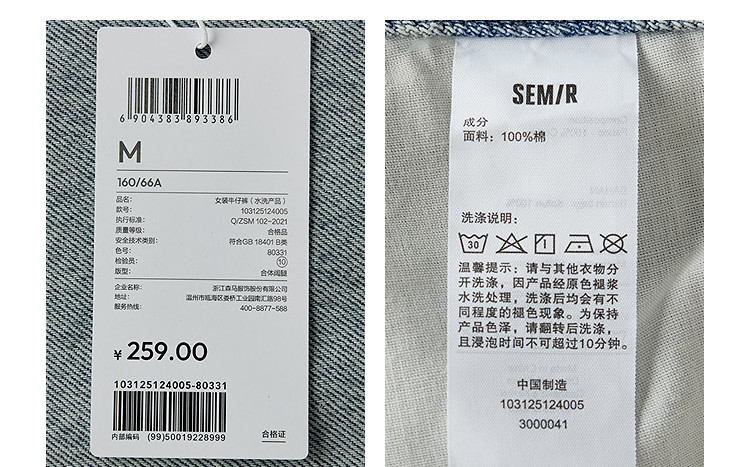 6904383893386
M
160/66A
品名: 女装牛仔裤（水洗产品）
款号: 103125124005
执行标准: Q/ZSM 102-2021
质量等级: 合格品
安全技术类别: 符合GB 18401 B类
色号: 80331
检验员: 10
版型: 合体阔腿
企业名称: 浙江森马服饰股份有限公司
地址: 温州市瓯海区娄桥工业园南汇路98号
服务热线: 400-8877-588
¥ 259.00
103125124005-80331
内部编码 (99)50019228999
合格证
SEMIR
成分
面料：100%棉
洗涤说明：
30
温馨提示：请与其他衣物分
开洗涤，因产品经原色褪浆
水洗处理，洗涤后均会有不
同程度的褪色现象。为保持
产品色泽，请翻转后洗涤，
且浸泡时间不可超过10分钟。
中国制造
103125124005
3000041